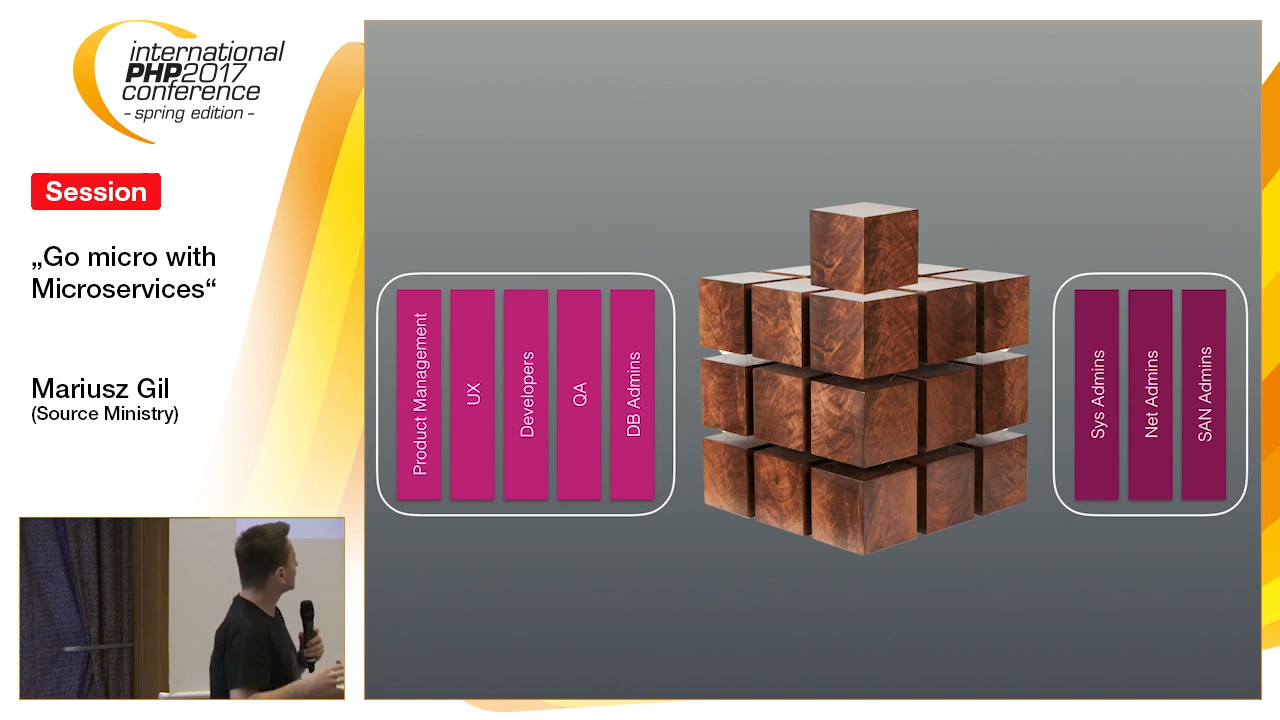 international
PHP2017
conference
- spring edition -
Session
„Go micro with
Microservices“
Mariusz Gil
(Source Ministry)
Product Management
UX
Developers
QA
DB Admins
Sys Admins
Net Admins
SAN Admins